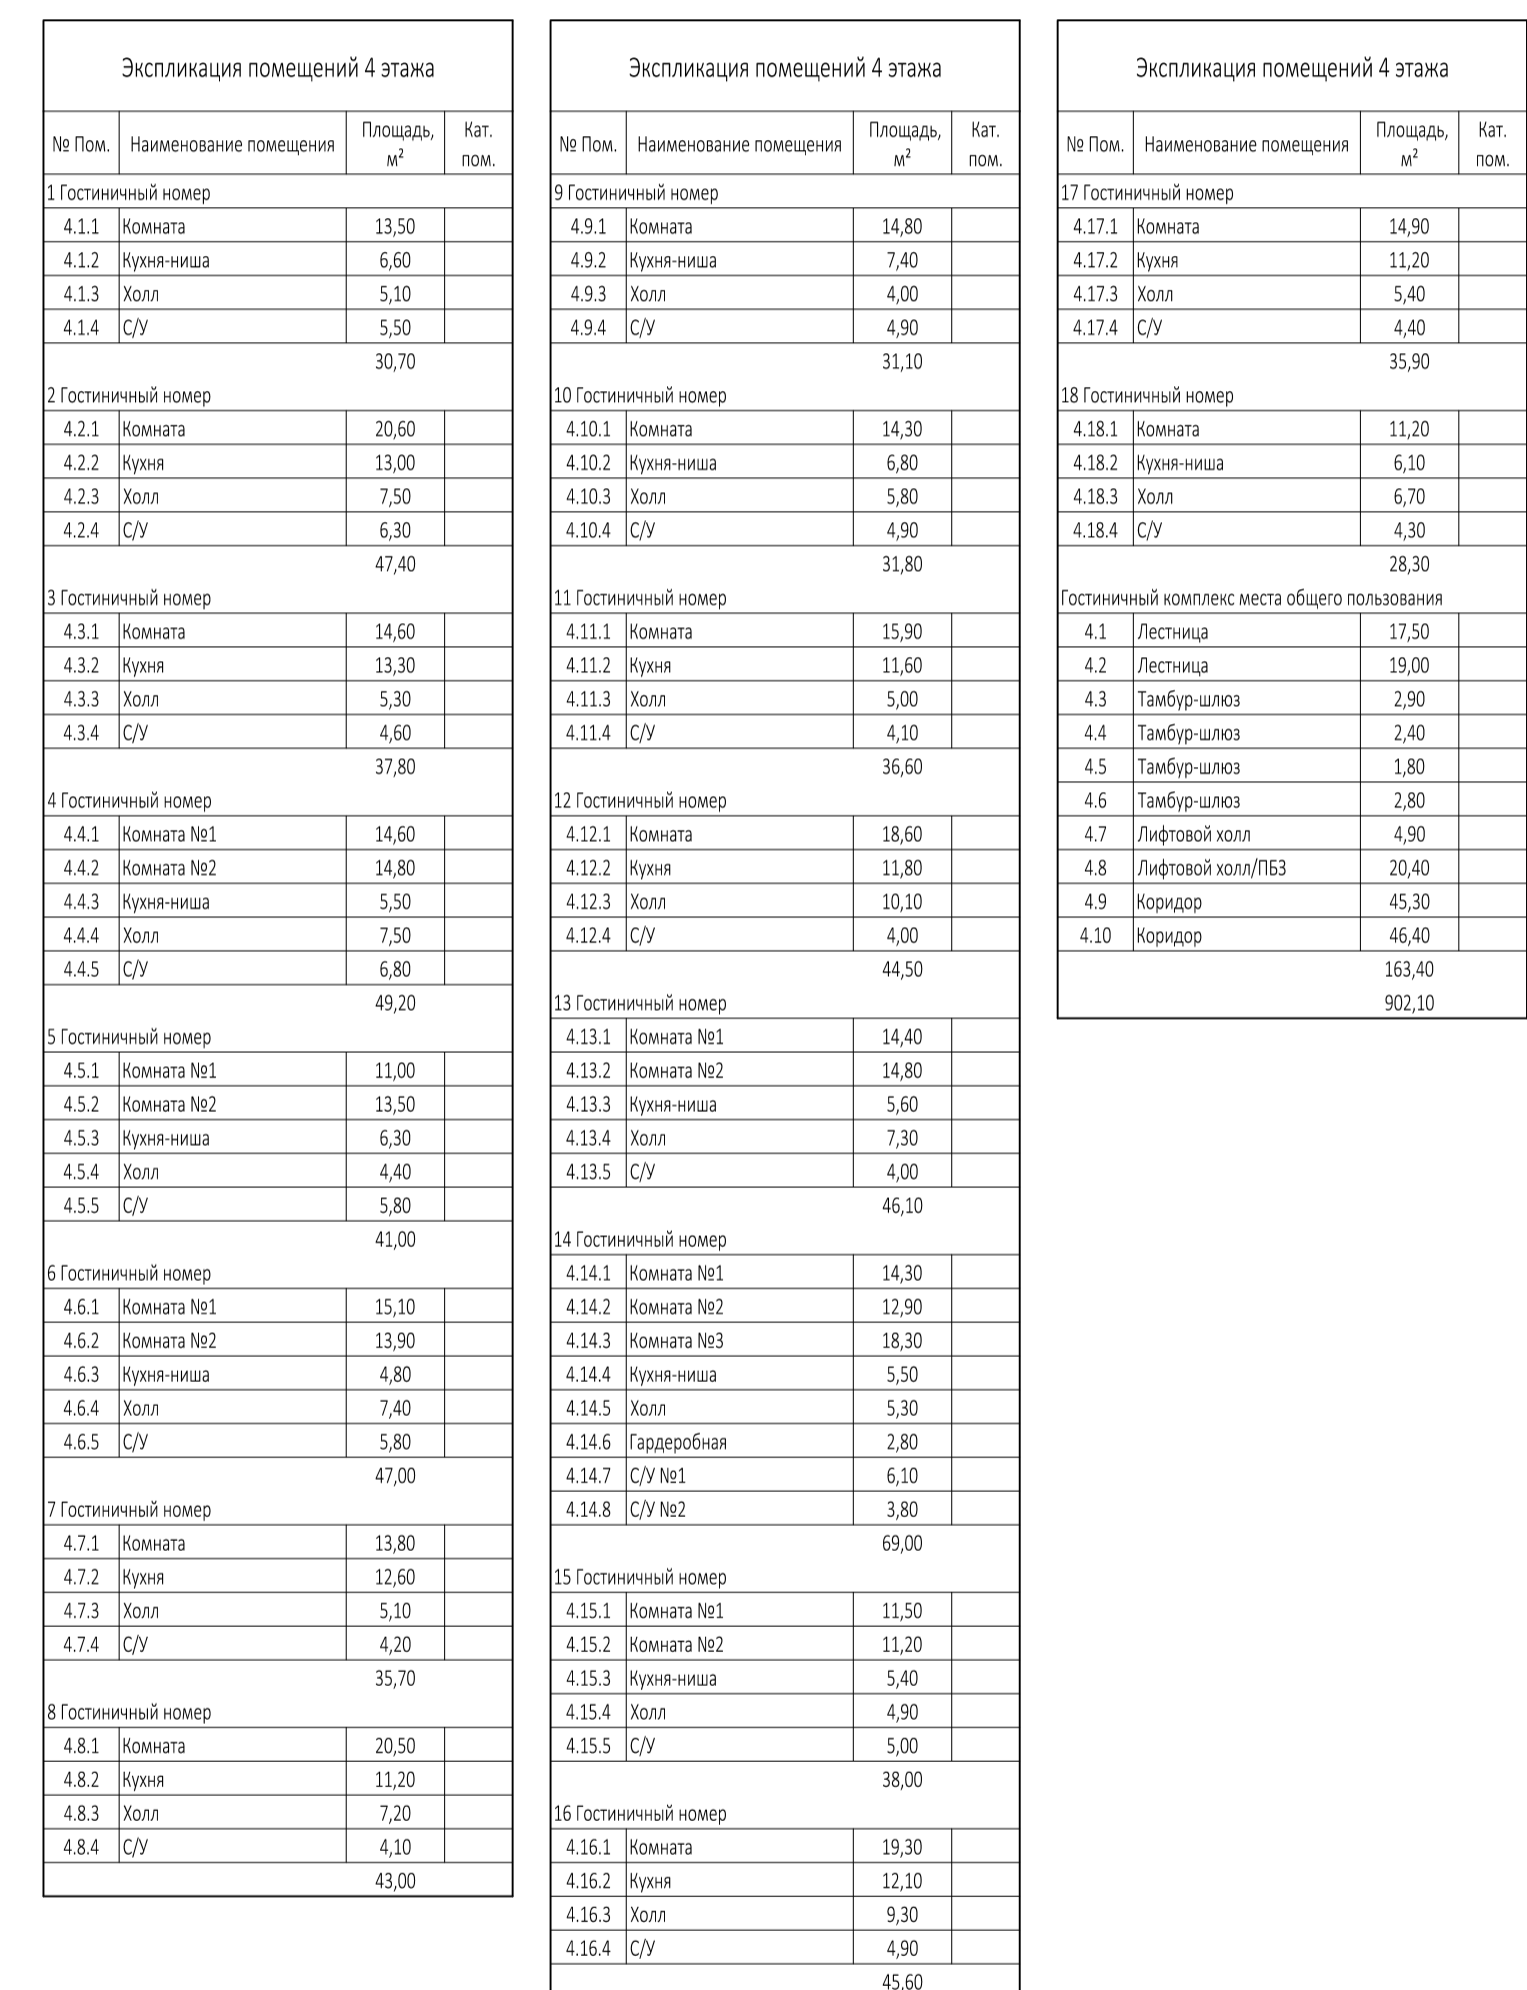 Экспликация помещений 4 этажа
№ Пом. Наименование помещения Площадь, м² Кат. пом.
1 Гостиничный номер
4.1.1 Комната 13,50
4.1.2 Кухня-ниша 6,60
4.1.3 Холл 5,10
4.1.4 С/У 5,50
30,70
2 Гостиничный номер
4.2.1 Комната 20,60
4.2.2 Кухня 13,00
4.2.3 Холл 7,50
4.2.4 С/У 6,30
47,40
3 Гостиничный номер
4.3.1 Комната 14,60
4.3.2 Кухня 13,30
4.3.3 Холл 5,30
4.3.4 С/У 4,60
37,80
4 Гостиничный номер
4.4.1 Комната №1 14,60
4.4.2 Комната №2 14,80
4.4.3 Кухня-ниша 5,50
4.4.4 Холл 7,50
4.4.5 С/У 6,80
49,20
5 Гостиничный номер
4.5.1 Комната №1 11,00
4.5.2 Комната №2 13,50
4.5.3 Кухня-ниша 6,30
4.5.4 Холл 4,40
4.5.5 С/У 5,80
41,00
6 Гостиничный номер
4.6.1 Комната №1 15,10
4.6.2 Комната №2 13,90
4.6.3 Кухня-ниша 4,80
4.6.4 Холл 7,40
4.6.5 С/У 5,80
47,00
7 Гостиничный номер
4.7.1 Комната 13,80
4.7.2 Кухня 12,60
4.7.3 Холл 5,10
4.7.4 С/У 4,20
35,70
8 Гостиничный номер
4.8.1 Комната 20,50
4.8.2 Кухня 11,20
4.8.3 Холл 7,20
4.8.4 С/У 4,10
43,00
Экспликация помещений 4 этажа
№ Пом. Наименование помещения Площадь, м² Кат. пом.
9 Гостиничный номер
4.9.1 Комната 14,80
4.9.2 Кухня-ниша 7,40
4.9.3 Холл 4,00
4.9.4 С/У 4,90
31,10
10 Гостиничный номер
4.10.1 Комната 14,30
4.10.2 Кухня-ниша 6,80
4.10.3 Холл 5,80
4.10.4 С/У 4,90
31,80
11 Гостиничный номер
4.11.1 Комната 15,90
4.11.2 Кухня 11,60
4.11.3 Холл 5,00
4.11.4 С/У 4,10
36,60
12 Гостиничный номер
4.12.1 Комната 18,60
4.12.2 Кухня 11,80
4.12.3 Холл 10,10
4.12.4 С/У 4,00
44,50
13 Гостиничный номер
4.13.1 Комната №1 14,40
4.13.2 Комната №2 14,80
4.13.3 Кухня-ниша 5,60
4.13.4 Холл 7,30
4.13.5 С/У 4,00
46,10
14 Гостиничный номер
4.14.1 Комната №1 14,30
4.14.2 Комната №2 12,90
4.14.3 Комната №3 18,30
4.14.4 Кухня-ниша 5,50
4.14.5 Холл 5,30
4.14.6 Гардеробная 2,80
4.14.7 С/У №1 6,10
4.14.8 С/У №2 3,80
69,00
15 Гостиничный номер
4.15.1 Комната №1 11,50
4.15.2 Комната №2 11,20
4.15.3 Кухня-ниша 5,40
4.15.4 Холл 4,90
4.15.5 С/У 5,00
38,00
16 Гостиничный номер
4.16.1 Комната 19,30
4.16.2 Кухня 12,10
4.16.3 Холл 9,30
4.16.4 С/У 4,90
45,60
Экспликация помещений 4 этажа
№ Пом. Наименование помещения Площадь, м² Кат. пом.
17 Гостиничный номер
4.17.1 Комната 14,90
4.17.2 Кухня 11,20
4.17.3 Холл 5,40
4.17.4 С/У 4,40
35,90
18 Гостиничный номер
4.18.1 Комната 11,20
4.18.2 Кухня-ниша 6,10
4.18.3 Холл 6,70
4.18.4 С/У 4,30
28,30
Гостиничный комплекс места общего пользования
4.1 Лестница 17,50
4.2 Лестница 19,00
4.3 Тамбур-шлюз 2,90
4.4 Тамбур-шлюз 2,40
4.5 Тамбур-шлюз 1,80
4.6 Тамбур-шлюз 2,80
4.7 Лифтовой холл 4,90
4.8 Лифтовой холл/ПБЗ 20,40
4.9 Коридор 45,30
4.10 Коридор 46,40
163,40
902,10